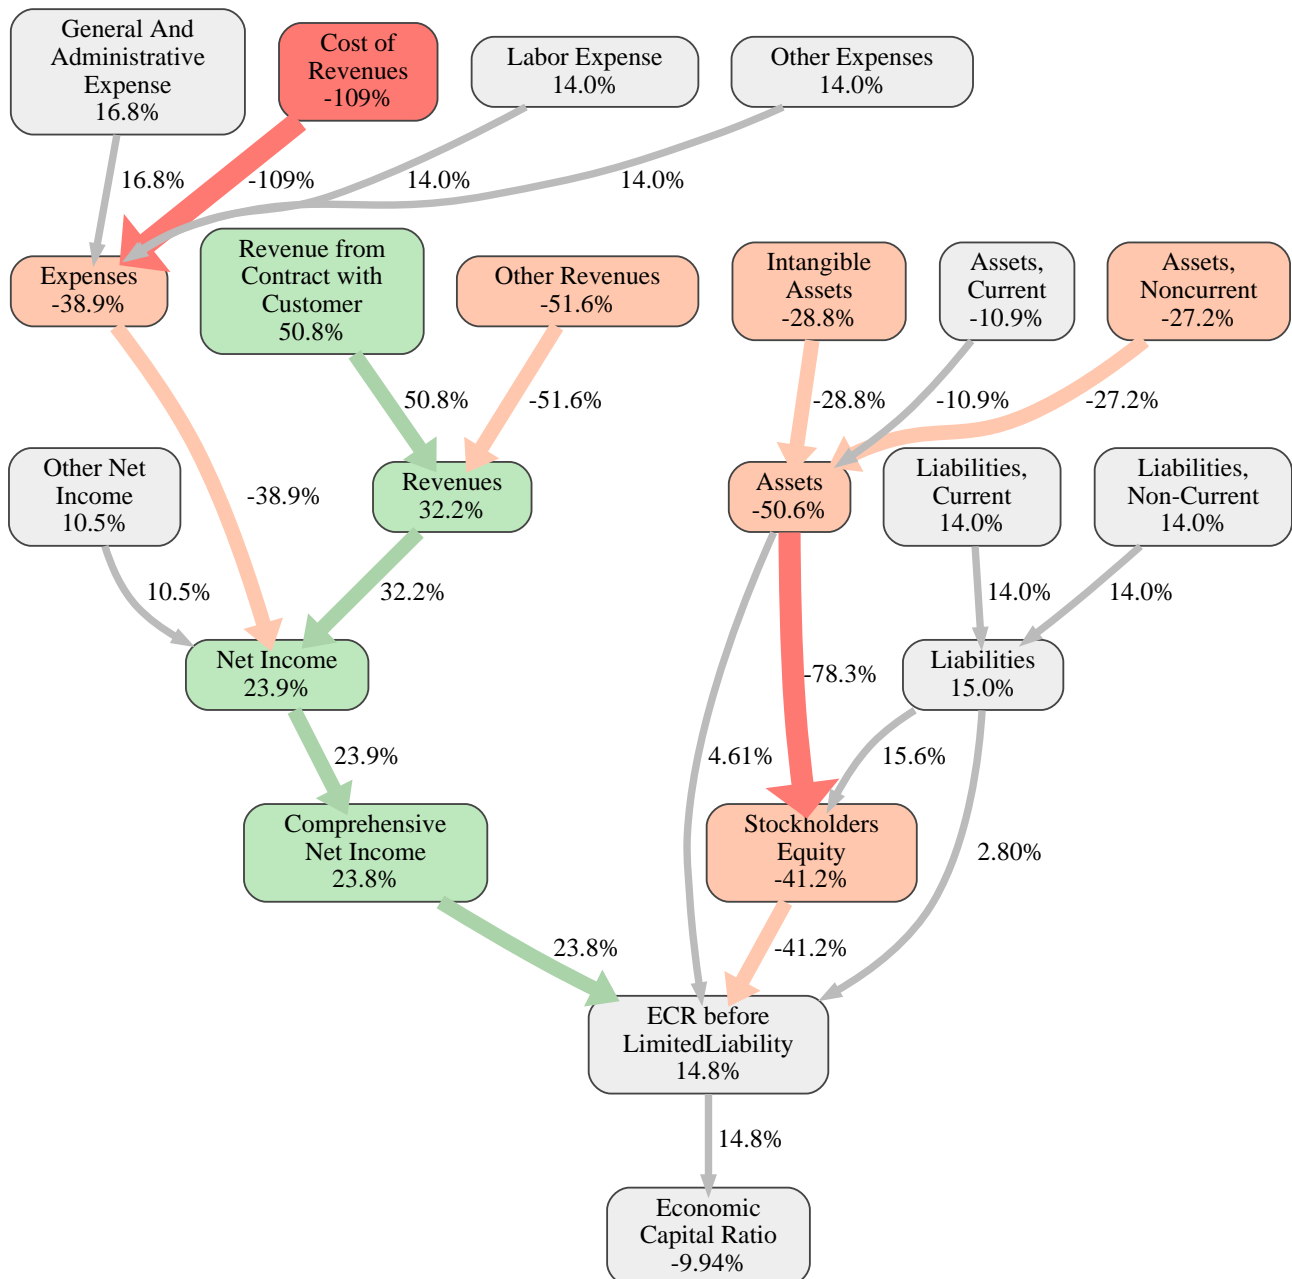 General And
Administrative
Expense
16.8%
Cost of
Revenues
-109%
Labor Expense
14.0%
Other Expenses
14.0%
16.8%
-109%
14.0%
14.0%
Expenses
-38.9%
Revenue from
Contract with
Customer
50.8%
Other Revenues
-51.6%
Intangible
Assets
-28.8%
Assets,
Current
-10.9%
Assets,
Noncurrent
-27.2%
50.8%
-51.6%
-28.8%
-10.9%
-27.2%
Other Net
Income
10.5%
-38.9%
Revenues
32.2%
Assets
-50.6%
Liabilities,
Current
14.0%
Liabilities,
Non-Current
14.0%
10.5%
32.2%
14.0%
14.0%
Net Income
23.9%
-78.3%
Liabilities
15.0%
23.9%
4.61%
15.6%
Comprehensive
Net Income
23.8%
Stockholders
Equity
-41.2%
2.80%
23.8%
-41.2%
ECR before
LimitedLiability
14.8%
14.8%
Economic
Capital Ratio
-9.94%